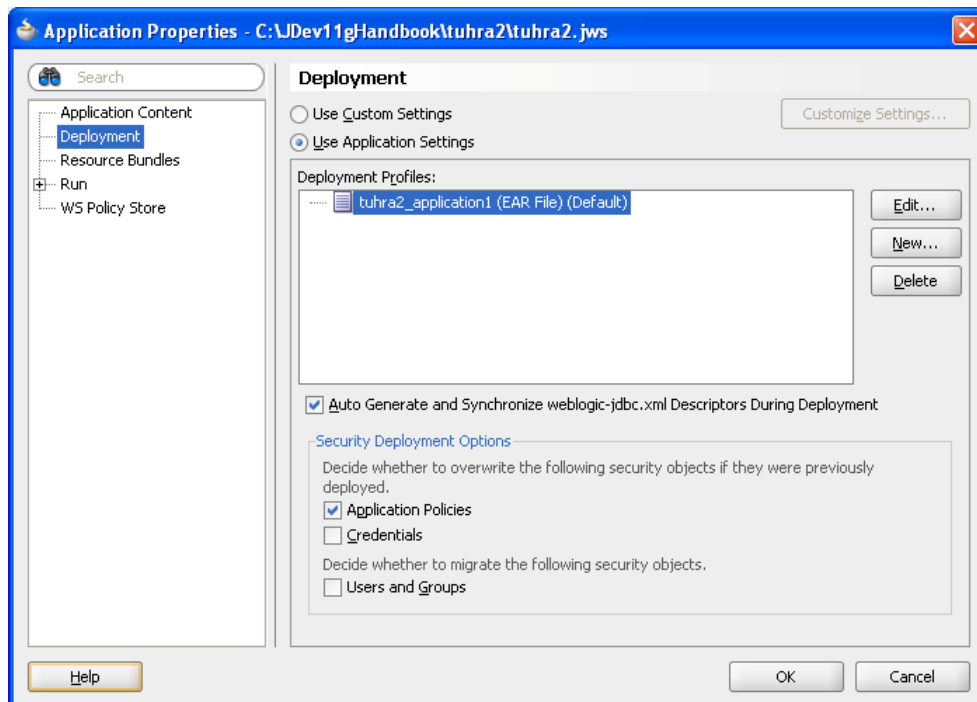 Application Properties - C:\JDev11gHandbook\tuhra2\tuhra2.jws
Search
Application Content
Deployment
Resource Bundles
Run
WS Policy Store
Deployment
Use Custom Settings
Customize Settings...
Use Application Settings
Deployment Profiles:
tuhra2_application1 (EAR File) (Default)
Edit...
New...
Delete
Auto Generate and Synchronize weblogic-jdbc.xml Descriptors During Deployment
Security Deployment Options
Decide whether to overwrite the following security objects if they were previously
deployed.
Application Policies
Credentials
Decide whether to migrate the following security objects.
Users and Groups
Help
OK
Cancel